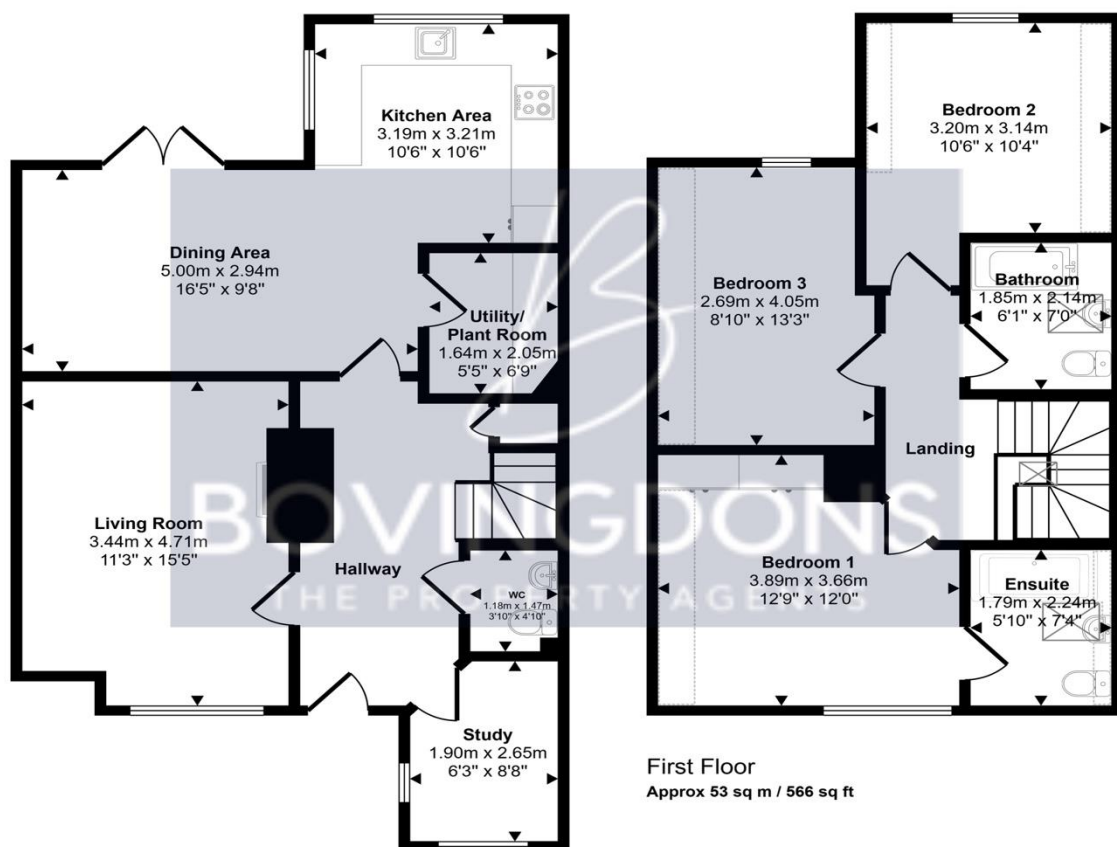 Kitchen Area
3.19m x 3.21m
10'6" x 10'6"
Dining Area
5.00m x 2.94m
16'5" x 9'8"
Utility/
Plant Room
1.64m x 2.05m
5'5" x 6'9"
Living Room
3.44m x 4.71m
11'3" x 15'5"
Hallway
WC
1.18m x 1.47m
3'10" x 4'10"
Study
1.90m x 2.65m
6'3" x 8'8"
Bedroom 2
3.20m x 3.14m
10'6" x 10'4"
Bedroom 3
2.69m x 4.05m
8'10" x 13'3"
Bathroom
1.85m x 2.14m
6'1" x 7'0"
Landing
Bedroom 1
3.89m x 3.66m
12'9" x 12'0"
Ensuite
1.79m x 2.24m
5'10" x 7'4"
First Floor
Approx 53 sq m / 566 sq ft
B
BOVINGDONS
THE PROPERTY AGENTS